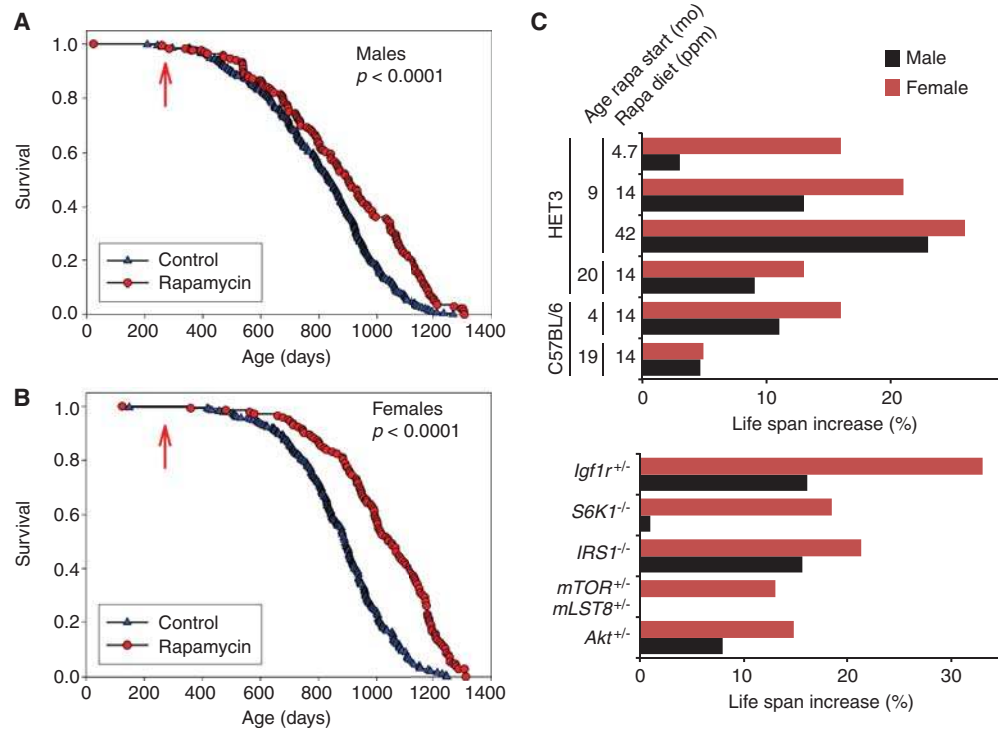 A
Males
p < 0.0001
1.0
0.8
0.6
0.4
0.2
0.0
Survival
Control
Rapamycin
0 200 400 600 800 1000 1200 1400
Age (days)
B
Females
p < 0.0001
1.0
0.8
0.6
0.4
0.2
0.0
Survival
Control
Rapamycin
0 200 400 600 800 1000 1200 1400
Age (days)
C
Age rapa start (mo)
Rapa diet (ppm)
Male
Female
HET3
9
4.7
14
42
20 14
C57BL/6
4 14
19 14
0 10 20
Life span increase (%)
Igf1r+/-
S6K1-/-
IRS1-/-
mTOR+/-
mLST8+/-
Akt+/-
0 10 20 30
Life span increase (%)